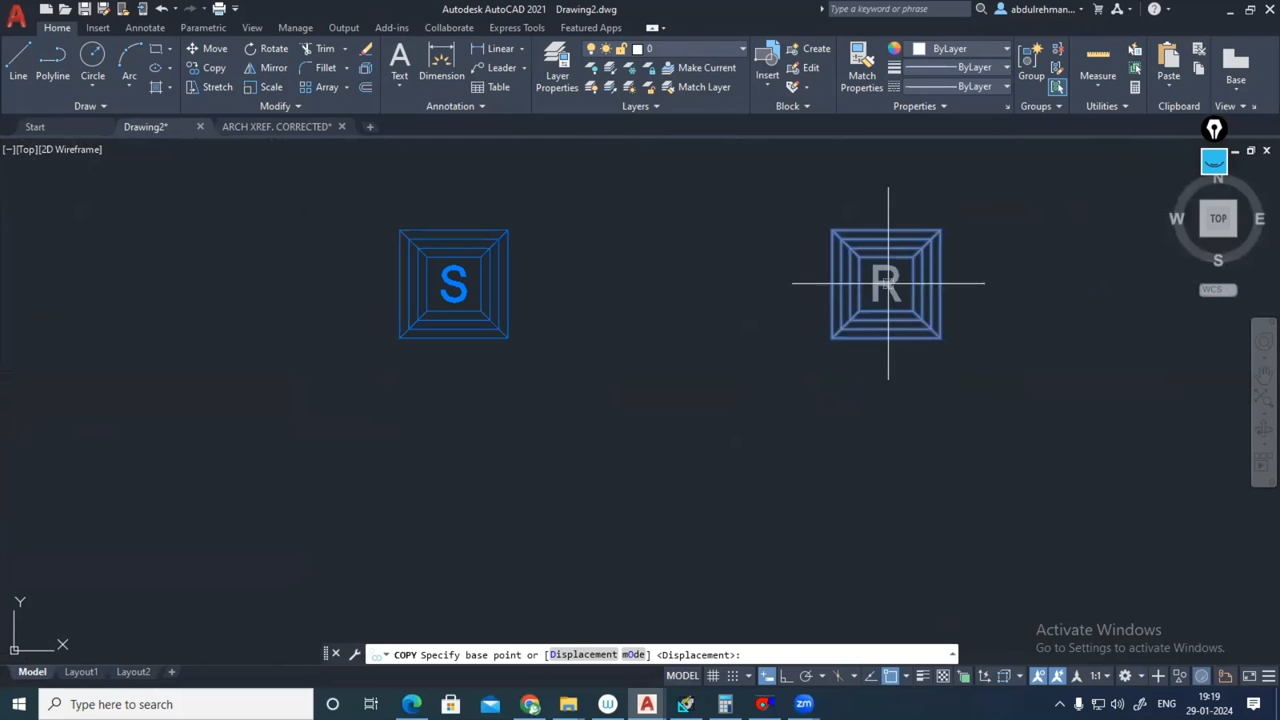 Autodesk AutoCAD 2021 Drawing2.dwg
Type a keyword or phrase
abdulrehman...
Home Insert Annotate Parametric View Manage Output Add-ins Collaborate Express Tools Featured Apps
Line Polyline Circle Arc
Move Rotate Trim
Copy Mirror Fillet
Stretch Scale Array
Text Dimension
Linear
Leader
Table
Layer Properties
0
Make Current
Match Layer
Insert
Create
Edit
Match Properties
ByLayer
ByLayer
ByLayer
Group
Measure
Paste
Base
Draw Modify Annotation Layers Block Properties Groups Utilities Clipboard View
Start Drawing2* ARCH XREF. CORRECTED*
[−][Top][2D Wireframe]
N
W TOP E
S
WCS
S R
Y
X
Activate Windows
Go to Settings to activate Windows.
COPY Specify base point or [Displacement mOde] <Displacement>:
Model Layout1 Layout2
MODEL 1:1
Type here to search
ENG
9:19
29-01-2024